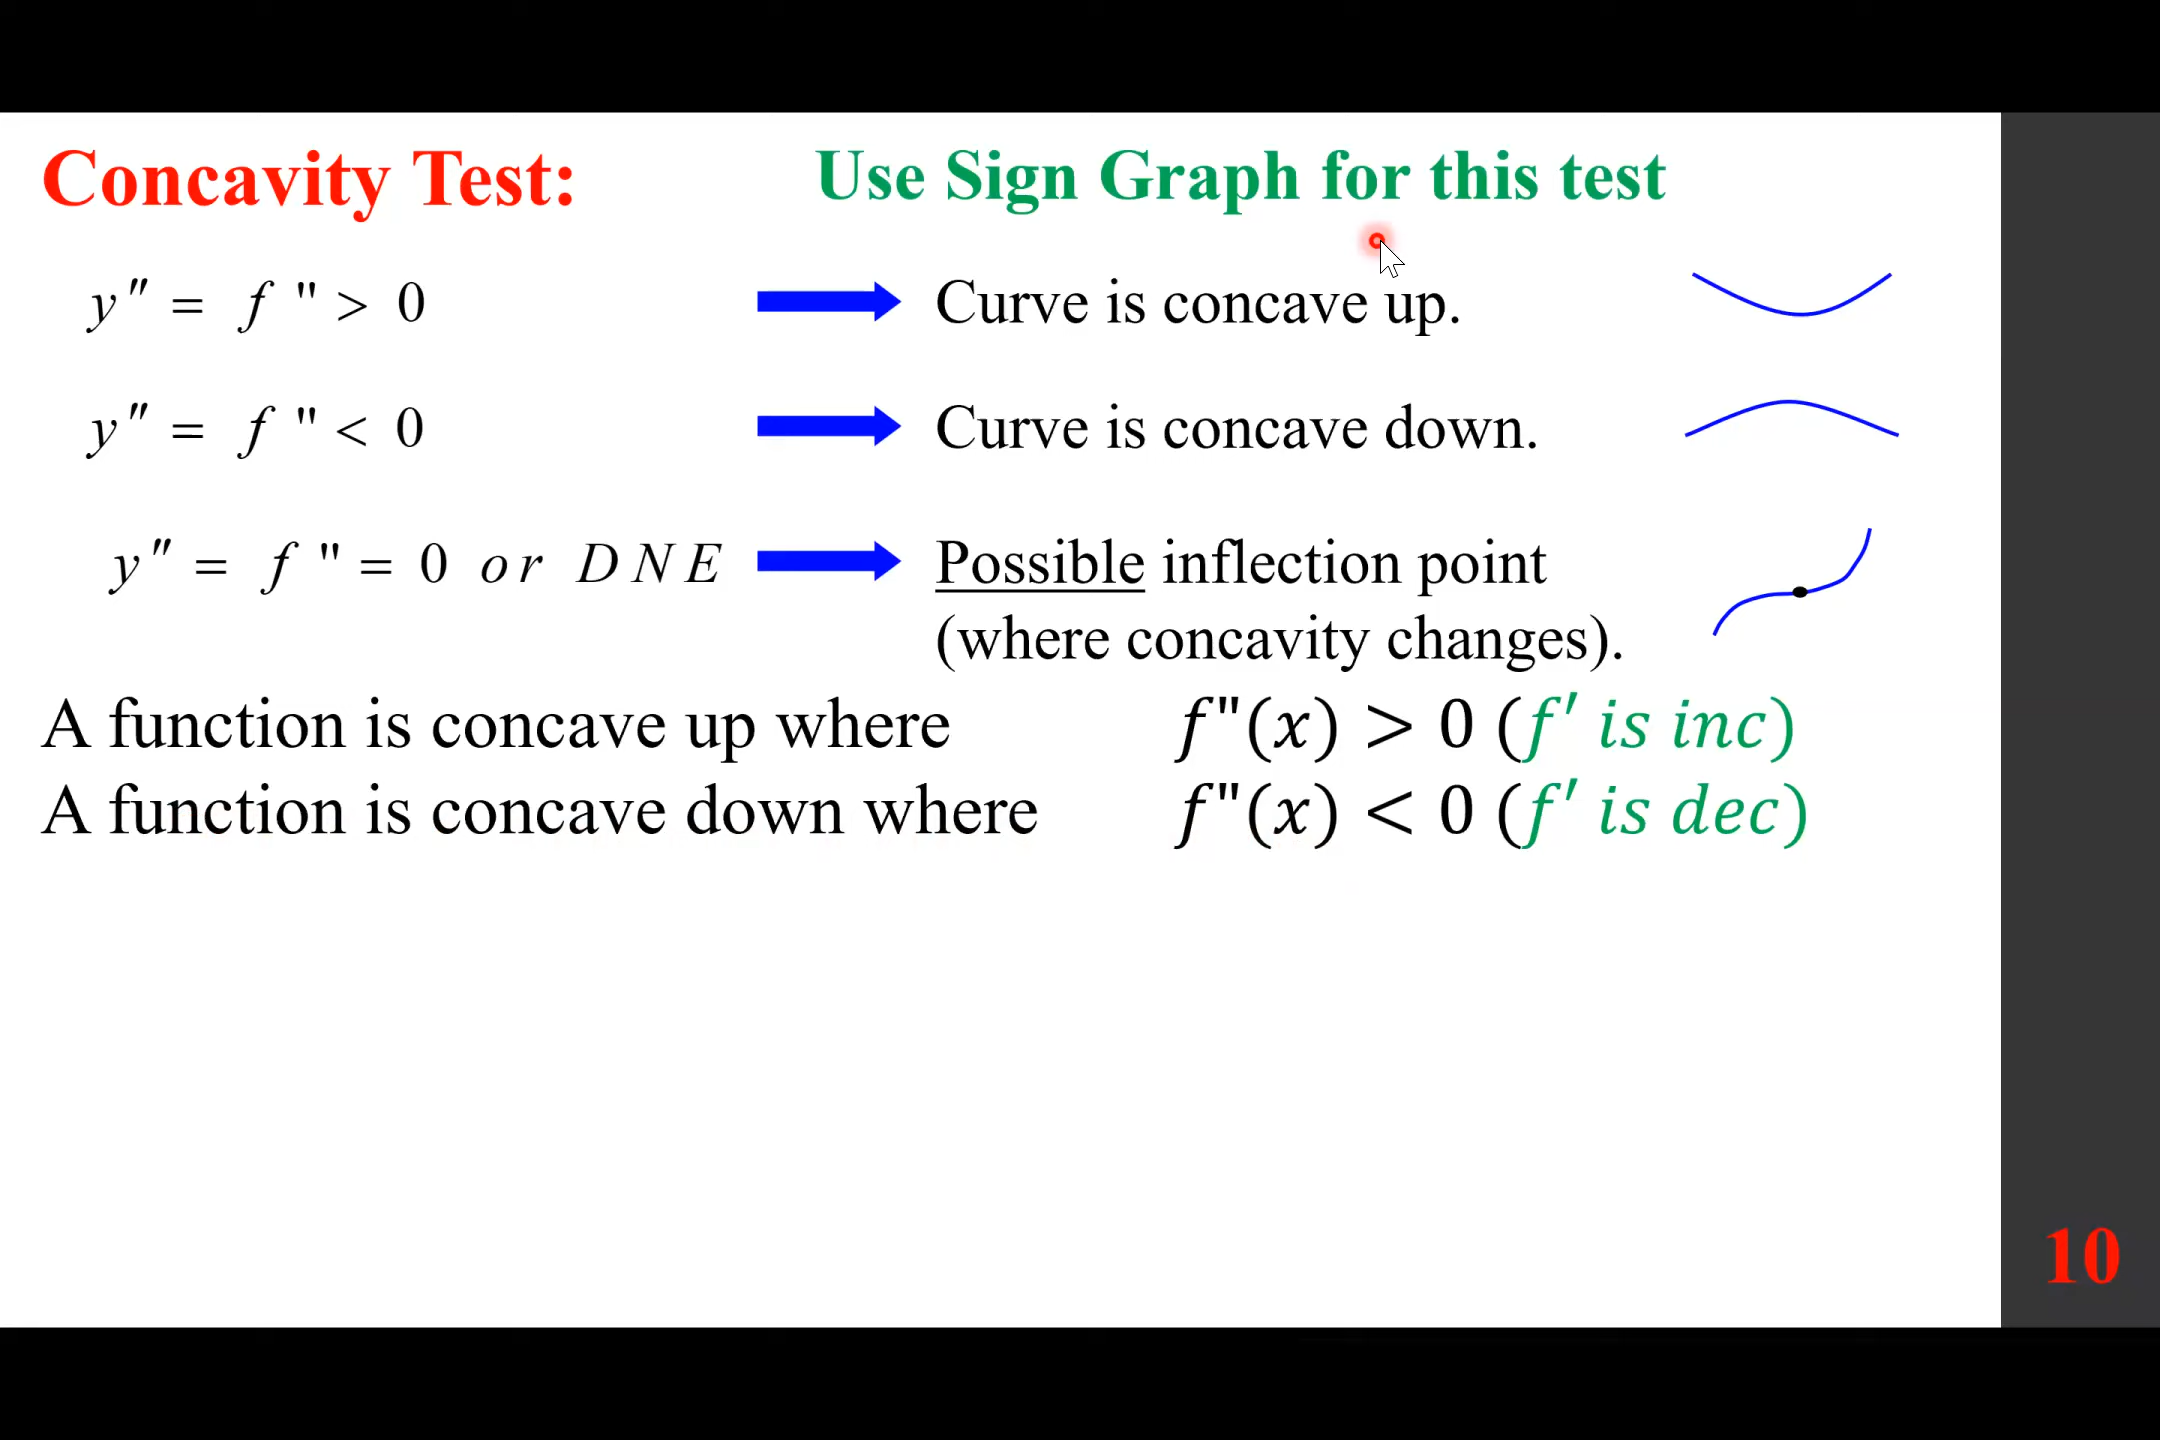 Concavity Test: Use Sign Graph for this test
y″ = f " > 0 Curve is concave up.
y″ = f " < 0 Curve is concave down.
y″ = f " = 0 or DNE Possible inflection point
(where concavity changes).
A function is concave up where f"(x) > 0 (f′ is inc)
A function is concave down where f"(x) < 0 (f′ is dec)
10